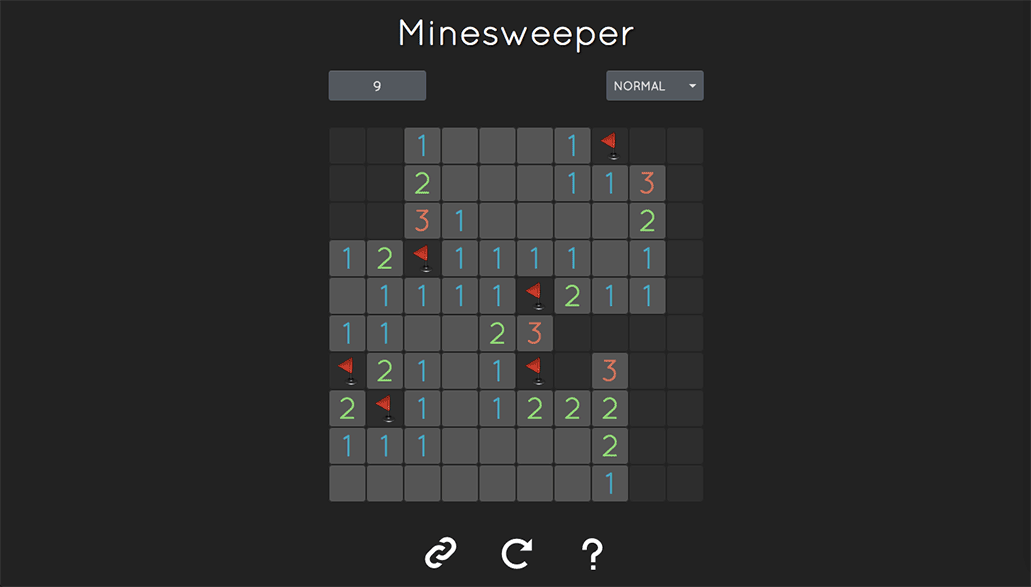 Minesweeper
9 NORMAL
1 1
2 1 1 3
3 1 2
1 2 1 1 1 1 1
1 1 1 1 2 1 1
1 1 2 3
2 1 1 3
2 1 1 2 2 2
1 1 1 2
1
?